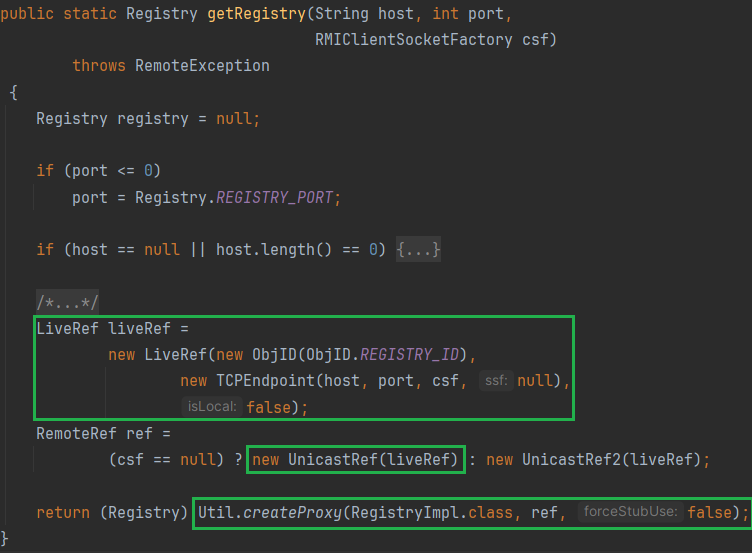 public static Registry getRegistry(String host, int port,
RMIClientSocketFactory csf)
throws RemoteException
{
Registry registry = null;
if (port <= 0)
port = Registry.REGISTRY_PORT;
if (host == null || host.length() == 0) {...}
/*...*/
LiveRef liveRef =
new LiveRef(new ObjID(ObjID.REGISTRY_ID),
new TCPEndpoint(host, port, csf, ssf: null),
isLocal: false);
RemoteRef ref =
(csf == null) ? new UnicastRef(liveRef) : new UnicastRef2(liveRef);
return (Registry) Util.createProxy(RegistryImpl.class, ref, forceStubUse: false);
}